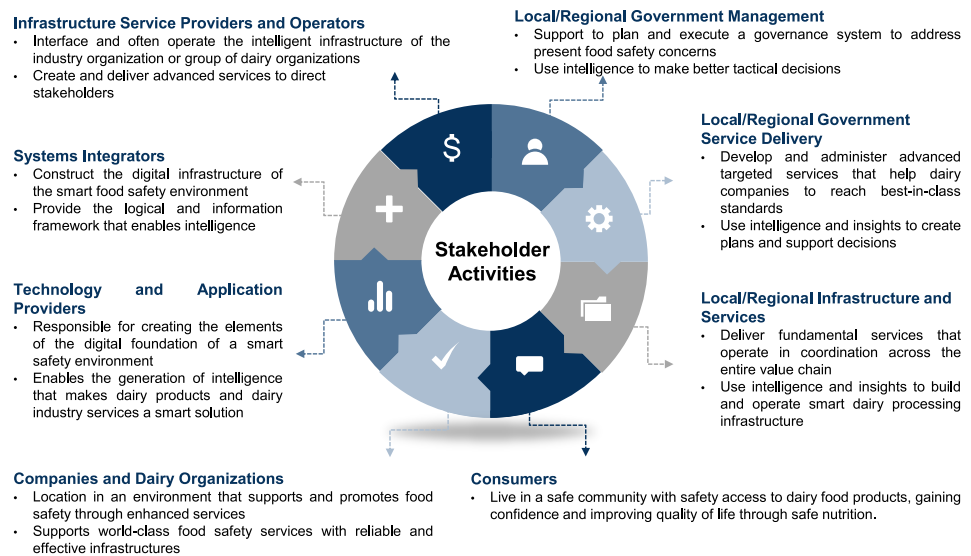 Infrastructure Service Providers and Operators
• Interface and often operate the intelligent infrastructure of the
industry organization or group of dairy organizations
• Create and deliver advanced services to direct
stakeholders
Local/Regional Government Management
• Support to plan and execute a governance system to address
present food safety concerns
• Use intelligence to make better tactical decisions
Systems Integrators
• Construct the digital infrastructure of
the smart food safety environment
• Provide the logical and information
framework that enables intelligence
Local/Regional Government
Service Delivery
• Develop and administer advanced
targeted services that help dairy
companies to reach best-in-class
standards
• Use intelligence and insights to create
plans and support decisions
$
Stakeholder
Activities
Technology and Application
Providers
• Responsible for creating the elements
of the digital foundation of a smart
safety environment
• Enables the generation of intelligence
that makes dairy products and dairy
industry services a smart solution
Local/Regional Infrastructure and
Services
• Deliver fundamental services that
operate in coordination across the
entire value chain
• Use intelligence and insights to build
and operate smart dairy processing
infrastructure
Companies and Dairy Organizations
• Location in an environment that supports and promotes food
safety through enhanced services
• Supports world-class food safety services with reliable and
effective infrastructures
Consumers
• Live in a safe community with safety access to dairy food products, gaining
confidence and improving quality of life through safe nutrition.